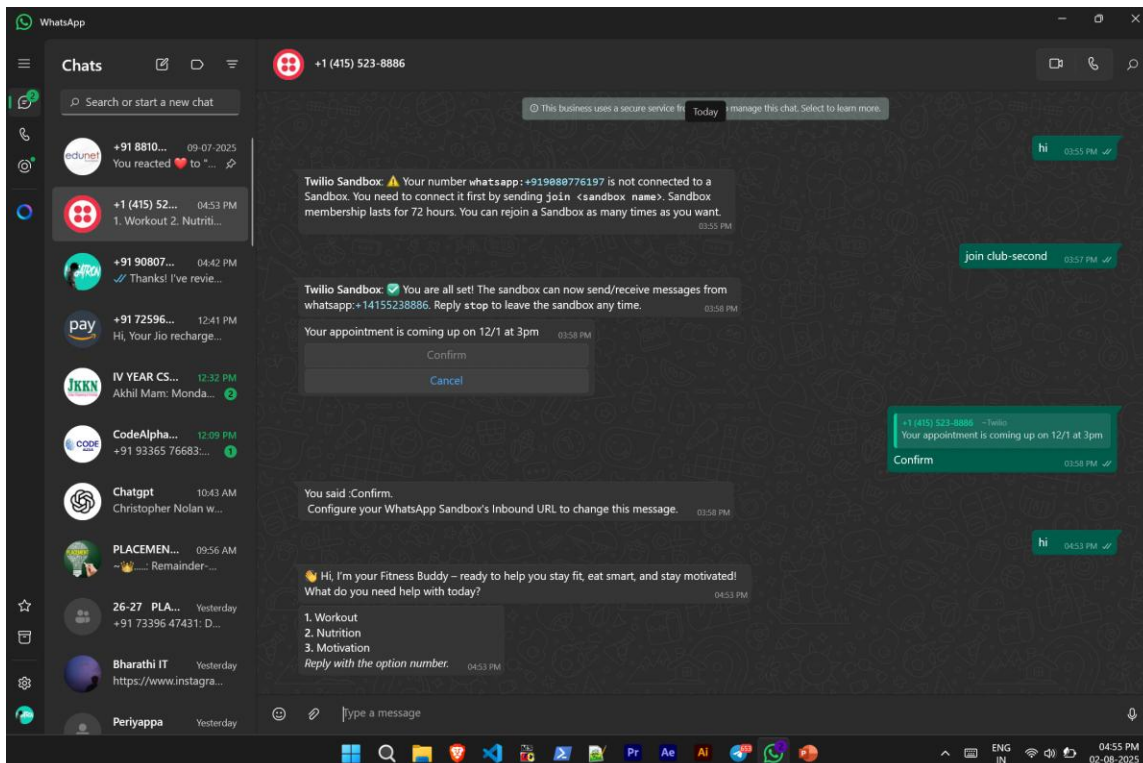 WhatsApp
Chats
Search or start a new chat
2
edunet
+91 8810... 09-07-2025
You reacted ❤️ to "...
+1 (415) 52... 04:53 PM
1. Workout 2. Nutriti...
+91 90807... 04:42 PM
Thanks! I've revie...
pay
+91 72596... 12:41 PM
Hi, Your Jio recharge...
JKKN
IV YEAR CS... 12:32 PM
Akhil Mam: Monda... 2
CODE
CodeAlpha... 12:09 PM
+91 93365 76683:... 1
Chatgpt 10:43 AM
Christopher Nolan w...
PLACEMEN... 09:56 AM
~👑....: Remainder-...
26-27 PLA... Yesterday
+91 73396 47431: D...
Bharathi IT Yesterday
https://www.instagra...
Periyappa Yesterday
+1 (415) 523-8886
This business uses a secure service fr
manage this chat. Select to learn more.
Today
hi 03:55 PM
Twilio Sandbox: ⚠️ Your number whatsapp:+919080776197 is not connected to a
Sandbox. You need to connect it first by sending join <sandbox name>. Sandbox
membership lasts for 72 hours. You can rejoin a Sandbox as many times as you want.
03:55 PM
join club-second 03:57 PM
Twilio Sandbox: ✅ You are all set! The sandbox can now send/receive messages from
whatsapp:+14155238886. Reply stop to leave the sandbox any time. 03:58 PM
Your appointment is coming up on 12/1 at 3pm 03:58 PM
Confirm
Cancel
+1 (415) 523-8886 ~Twilio
Your appointment is coming up on 12/1 at 3pm
Confirm 03:58 PM
You said :Confirm.
Configure your WhatsApp Sandbox's Inbound URL to change this message. 03:58 PM
hi 04:53 PM
👋 Hi, I'm your Fitness Buddy – ready to help you stay fit, eat smart, and stay motivated!
What do you need help with today? 04:53 PM
1. Workout
2. Nutrition
3. Motivation
Reply with the option number. 04:53 PM
Type a message
Pr Ae Ai
ENG
IN
04:55 PM
02-08-2025